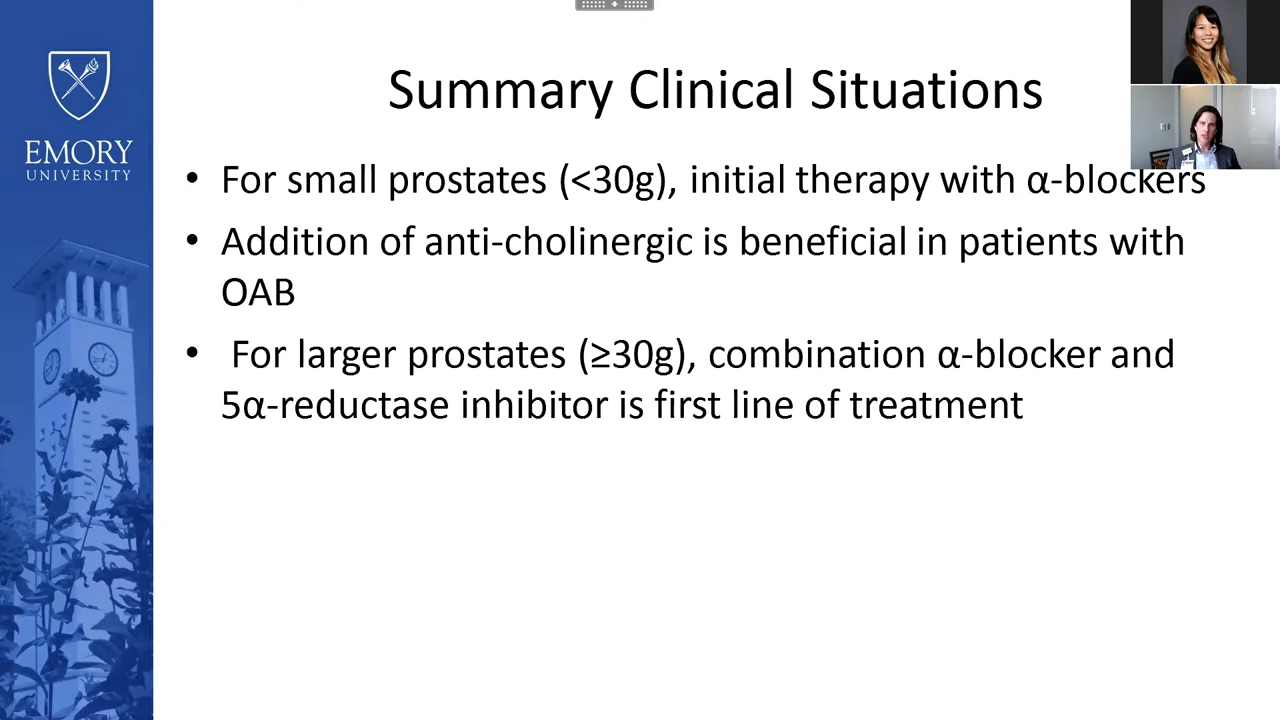 Summary Clinical Situations
EMORY
UNIVERSITY
• For small prostates (<30g), initial therapy with α-blockers
• Addition of anti-cholinergic is beneficial in patients with
OAB
• For larger prostates (≥30g), combination α-blocker and
5α-reductase inhibitor is first line of treatment